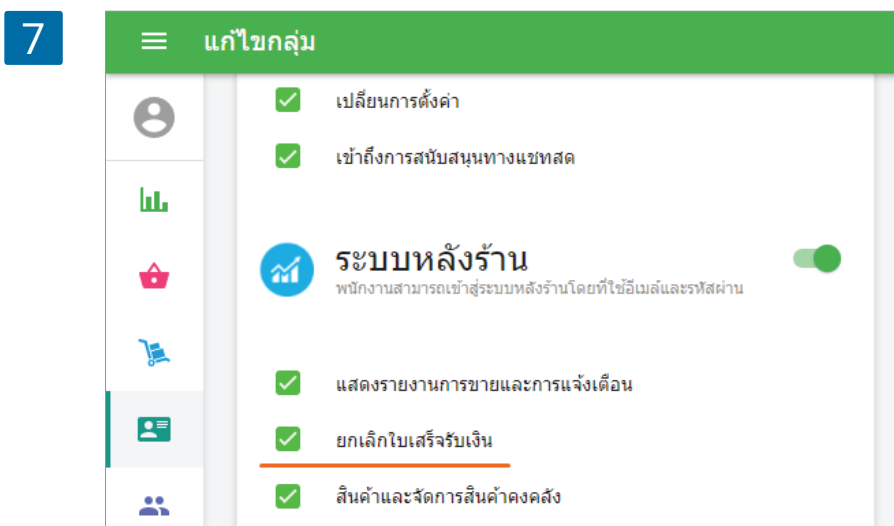 7
แก้ไขกลุ่ม
เปลี่ยนการตั้งค่า
เข้าถึงการสนับสนุนทางแชทสด
ระบบหลังร้าน
พนักงานสามารถเข้าสู่ระบบหลังร้านโดยที่ใช้อีเมล์และรหัสผ่าน
แสดงรายงานการขายและการแจ้งเตือน
ยกเลิกใบเสร็จรับเงิน
สินค้าและจัดการสินค้าคงคลัง